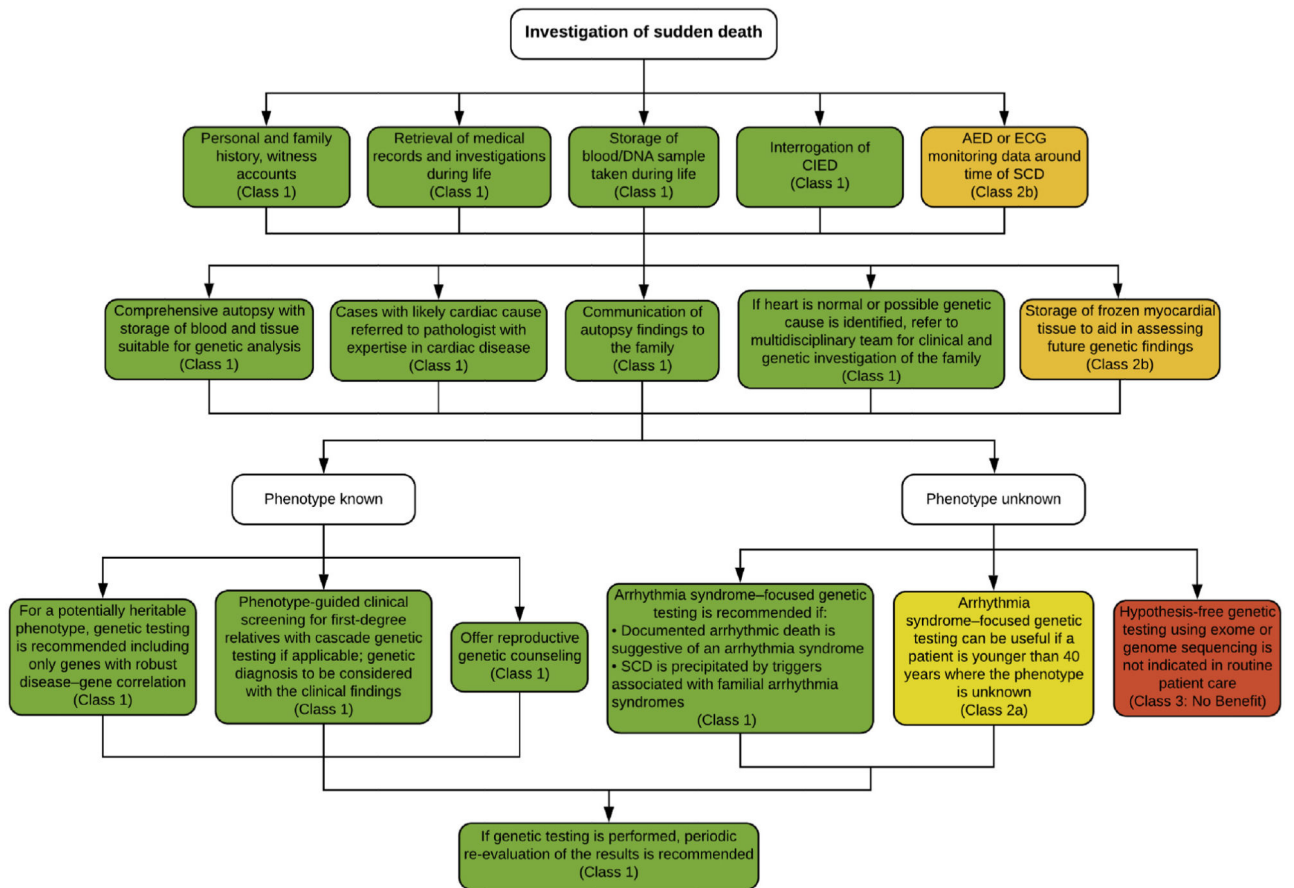 Investigation of sudden death
Personal and family
history, witness
accounts
(Class 1)
Retrieval of medical
records and investigations
during life
(Class 1)
Storage of
blood/DNA sample
taken during life
(Class 1)
Interrogation of
CIED
(Class 1)
AED or ECG
monitoring data around
time of SCD
(Class 2b)
Comprehensive autopsy with
storage of blood and tissue
suitable for genetic analysis
(Class 1)
Cases with likely cardiac cause
referred to pathologist with
expertise in cardiac disease
(Class 1)
Communication of
autopsy findings to
the family
(Class 1)
If heart is normal or possible genetic
cause is identified, refer to
multidisciplinary team for clinical and
genetic investigation of the family
(Class 1)
Storage of frozen myocardial
tissue to aid in assessing
future genetic findings
(Class 2b)
Phenotype known
Phenotype unknown
For a potentially heritable
phenotype, genetic testing
is recommended including
only genes with robust
disease–gene correlation
(Class 1)
Phenotype-guided clinical
screening for first-degree
relatives with cascade genetic
testing if applicable; genetic
diagnosis to be considered
with the clinical findings
(Class 1)
Offer reproductive
genetic counseling
(Class 1)
Arrhythmia syndrome–focused genetic
testing is recommended if:
• Documented arrhythmic death is
suggestive of an arrhythmia syndrome
• SCD is precipitated by triggers
associated with familial arrhythmia
syndromes
(Class 1)
Arrhythmia
syndrome–focused genetic
testing can be useful if a
patient is younger than 40
years where the phenotype
is unknown
(Class 2a)
Hypothesis-free genetic
testing using exome or
genome sequencing is
not indicated in routine
patient care
(Class 3: No Benefit)
If genetic testing is performed, periodic
re-evaluation of the results is recommended
(Class 1)